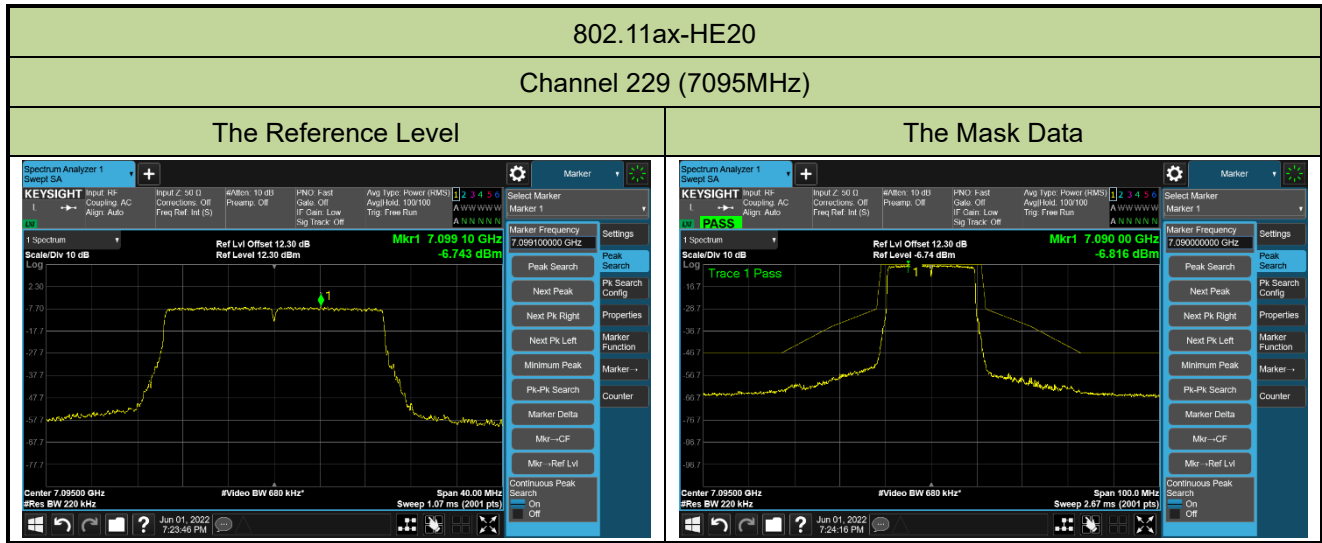 802.11ax-HE20
Channel 229 (7095MHz)
The Reference Level
The Mask Data
Spectrum Analyzer 1
Swept SA
Marker
KEYSIGHT
Input: RF
Coupling: AC
Align: Auto
Input Z: 50 Ω
Corrections: Off
Freq Ref: Int (S)
#Atten: 10 dB
Preamp: Off
PNO: Fast
Gate: Off
IF Gain: Low
Sig Track: Off
Avg Type: Power (RMS)
Avg|Hold: 100/100
Trig: Free Run
1 2 3 4 5 6
A W W W W W
A N N N N N
Select Marker
Marker 1
1 Spectrum
Scale/Div 10 dB
Ref Lvl Offset 12.30 dB
Ref Level 12.30 dBm
Mkr1 7.099 10 GHz
-6.743 dBm
Log
2.30
-7.70
-17.7
-27.7
-37.7
-47.7
-57.7
-67.7
-77.7
1
Marker Frequency
7.099100000 GHz
Peak Search
Next Peak
Next Pk Right
Next Pk Left
Minimum Peak
Pk-Pk Search
Marker Delta
Mkr→CF
Mkr→Ref Lvl
Continuous Peak
Search
On
Off
Settings
Peak
Search
Pk Search
Config
Properties
Marker
Function
Marker→
Counter
Center 7.09500 GHz
#Res BW 220 kHz
#Video BW 680 kHz*
Span 40.00 MHz
Sweep 1.07 ms (2001 pts)
Jun 01, 2022
7:23:46 PM
Spectrum Analyzer 1
Swept SA
Marker
KEYSIGHT
Input: RF
Coupling: AC
Align: Auto
Input Z: 50 Ω
Corrections: Off
Freq Ref: Int (S)
#Atten: 10 dB
Preamp: Off
PNO: Fast
Gate: Off
IF Gain: Low
Sig Track: Off
Avg Type: Power (RMS)
Avg|Hold: 100/100
Trig: Free Run
1 2 3 4 5 6
A W W W W W
A N N N N N
PASS
Select Marker
Marker 1
1 Spectrum
Scale/Div 10 dB
Ref Lvl Offset 12.30 dB
Ref Level -6.74 dBm
Mkr1 7.090 00 GHz
-6.816 dBm
Log
Trace 1 Pass
1
-16.7
-26.7
-36.7
-46.7
-56.7
-66.7
-76.7
-86.7
-96.7
Marker Frequency
7.090000000 GHz
Peak Search
Next Peak
Next Pk Right
Next Pk Left
Minimum Peak
Pk-Pk Search
Marker Delta
Mkr→CF
Mkr→Ref Lvl
Continuous Peak
Search
On
Off
Settings
Peak
Search
Pk Search
Config
Properties
Marker
Function
Marker→
Counter
Center 7.09500 GHz
#Res BW 220 kHz
#Video BW 680 kHz*
Span 100.0 MHz
Sweep 2.67 ms (2001 pts)
Jun 01, 2022
7:24:16 PM